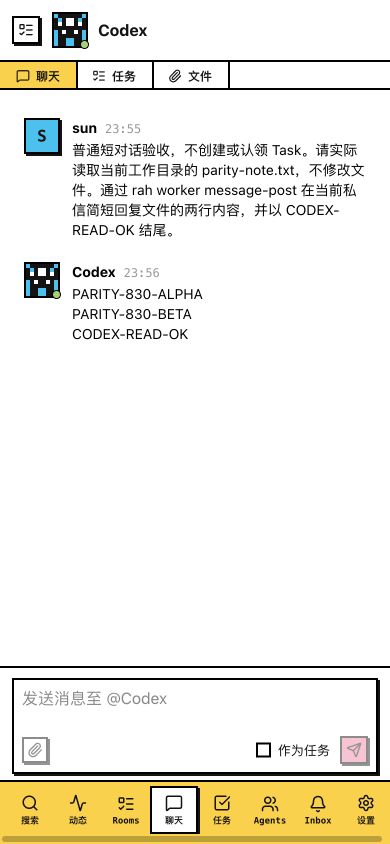 Codex
聊天
任务
文件
S
sun 23:55
普通短对话验收，不创建或认领 Task。请实际
读取当前工作目录的 parity-note.txt，不修改文
件。通过 rah worker message-post 在当前私
信简短回复文件的两行内容，并以 CODEX-
READ-OK 结尾。
Codex 23:56
PARITY-830-ALPHA
PARITY-830-BETA
CODEX-READ-OK
发送消息至 @Codex
作为任务
搜索
动态
Rooms
聊天
任务
Agents
Inbox
设置